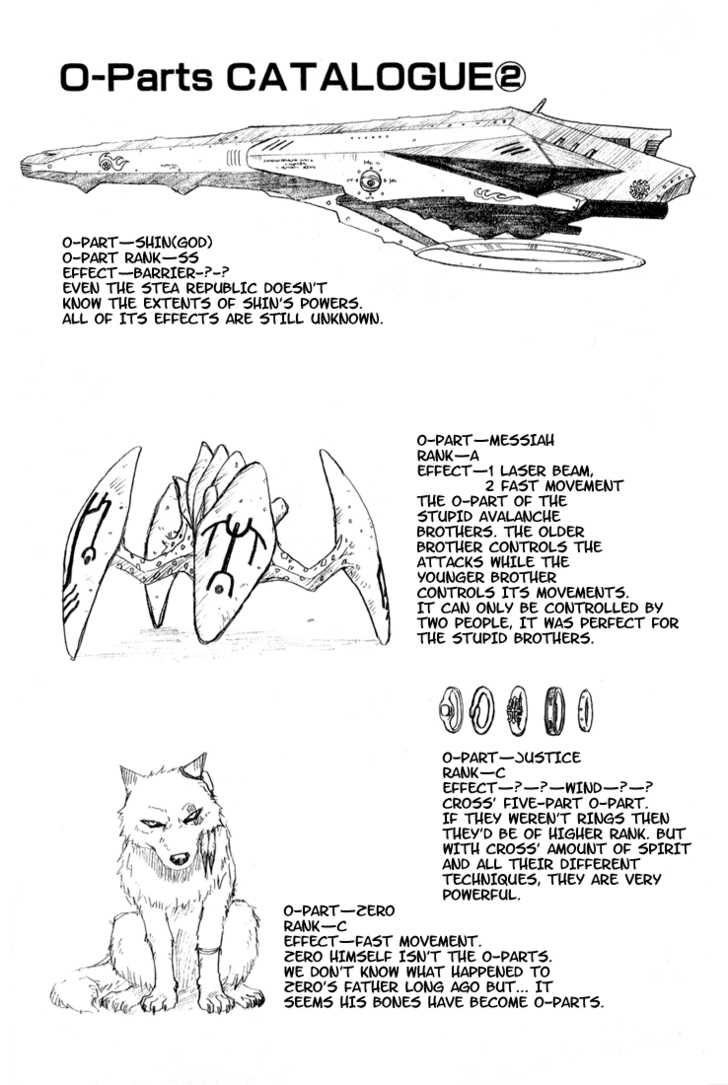 O-Parts CATALOGUE②
O-PART—SHIN(GOD)
O-PART RANK—SS
EFFECT—BARRIER-?-?
EVEN THE STEA REPUBLIC DOESN'T
KNOW THE EXTENTS OF SHIN'S POWERS.
ALL OF ITS EFFECTS ARE STILL UNKNOWN.
O-PART—MESSIAH
RANK—A
EFFECT—1 LASER BEAM,
2 FAST MOVEMENT
THE O-PART OF THE
STUPID AVALANCHE
BROTHERS. THE OLDER
BROTHER CONTROLS THE
ATTACKS WHILE THE
YOUNGER BROTHER
CONTROLS ITS MOVEMENTS.
IT CAN ONLY BE CONTROLLED BY
TWO PEOPLE, IT WAS PERFECT FOR
THE STUPID BROTHERS.
O-PART—JUSTICE
RANK—C
EFFECT—?—?—WIND—?—?
CROSS' FIVE-PART O-PART.
IF THEY WEREN'T RINGS THEN
THEY'D BE OF HIGHER RANK. BUT
WITH CROSS' AMOUNT OF SPIRIT
AND ALL THEIR DIFFERENT
TECHNIQUES, THEY ARE VERY
POWERFUL.
O-PART—ZERO
RANK—C
EFFECT—FAST MOVEMENT.
ZERO HIMSELF ISN'T THE O-PARTS.
WE DON'T KNOW WHAT HAPPENED TO
ZERO'S FATHER LONG AGO BUT... IT
SEEMS HIS BONES HAVE BECOME O-PARTS.